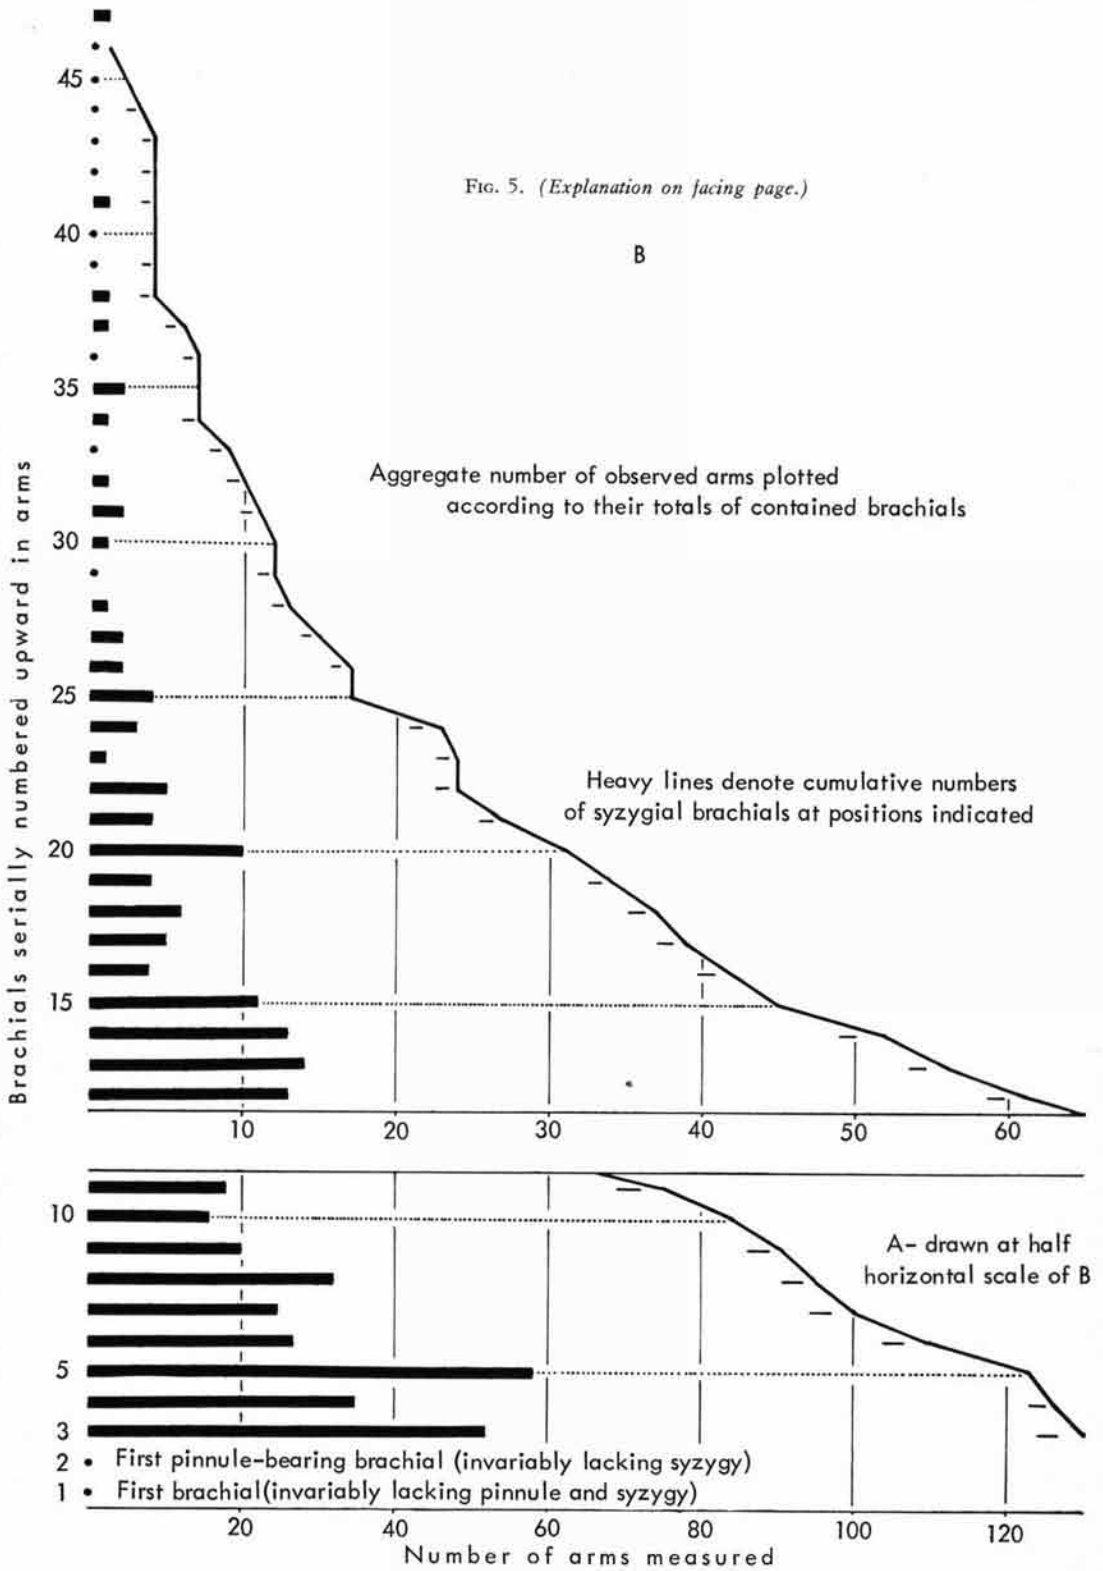 45
FIG. 5. (Explanation on facing page.)
40
B
35
Aggregate number of observed arms plotted
according to their totals of contained brachials
30
25
Heavy lines denote cumulative numbers
of syzygial brachials at positions indicated
20
15
Brachials serially numbered upward in arms
10 20 30 40 50 60
10
A- drawn at half
horizontal scale of B
5
3
2 • First pinnule-bearing brachial (invariably lacking syzygy)
1 • First brachial(invariably lacking pinnule and syzygy)
20 40 60 80 100 120
Number of arms measured